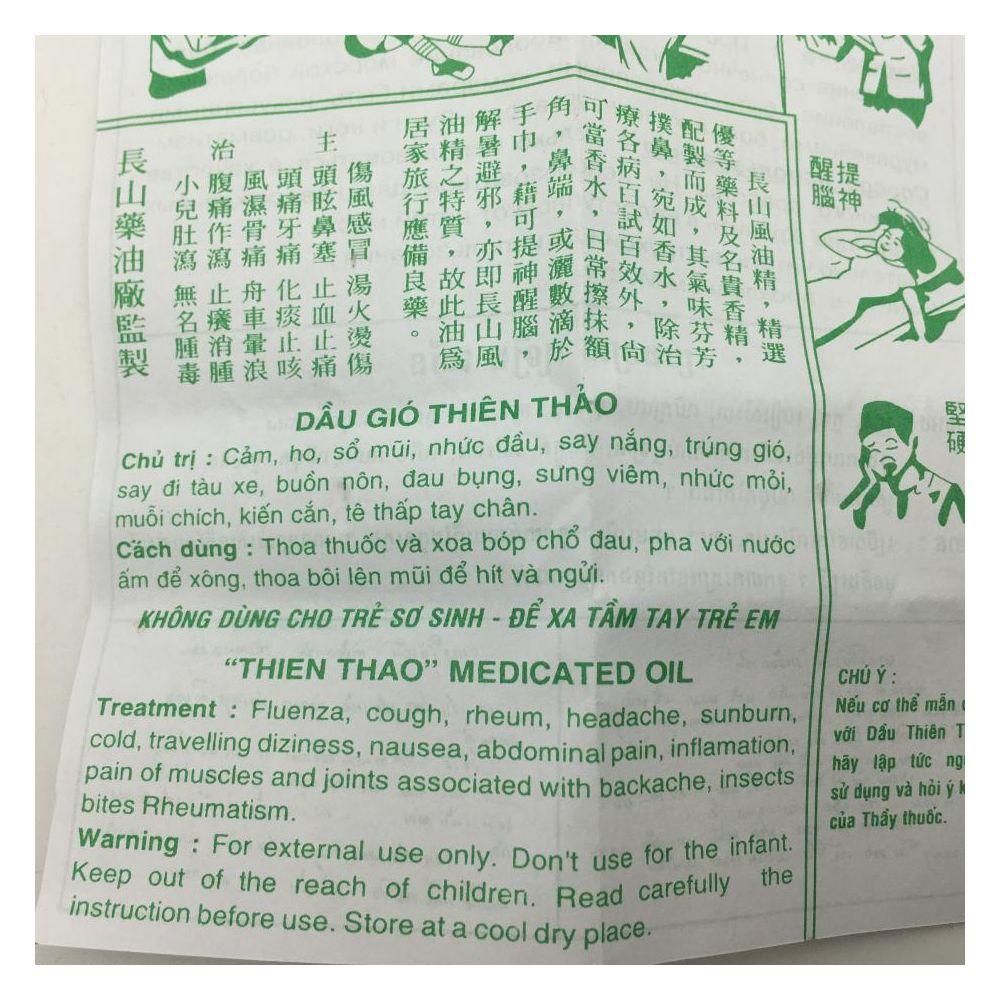 長山風油精，精選
優等藥料及名貴香精，
配製而成，其氣味芬芳
撲鼻，宛如香水，除治
療各病百試百效外，尚
可當香水，日常擦抹額
角，鼻端，或灑數滴於
手巾，藉可提神醒腦，
解暑避邪，亦即長山風
油精之特質，故此油爲
居家旅行應備良藥。
主
治
傷風感冒 湯火燙傷
頭眩鼻塞 止血止痛
頭痛牙痛 化痰止咳
風濕骨痛 舟車暈浪
腹痛作瀉 止癢消腫
小兒肚瀉 無名腫毒
長山藥油廠監製
提神
醒腦
堅
硬
DẦU GIÓ THIÊN THẢO
Chủ trị : Cảm, ho, sổ mũi, nhức đầu, say nắng, trúng gió,
say đi tàu xe, buồn nôn, đau bụng, sưng viêm, nhức mỏi,
muỗi chích, kiến cắn, tê thấp tay chân.
Cách dùng : Thoa thuốc và xoa bóp chổ đau, pha với nước
ấm để xông, thoa bôi lên mũi để hít và ngửi.
KHÔNG DÙNG CHO TRẺ SƠ SINH - ĐỂ XA TẦM TAY TRẺ EM
“THIEN THAO” MEDICATED OIL
Treatment : Fluenza, cough, rheum, headache, sunburn,
cold, travelling diziness, nausea, abdominal pain, inflamation,
pain of muscles and joints associated with backache, insects
bites Rheumatism.
Warning : For external use only. Don't use for the infant.
Keep out of the reach of children. Read carefully the
instruction before use. Store at a cool dry place.
CHÚ Ý :
Nếu cơ thể mẫn
với Dầu Thiên T
hãy lập tức ng
sử dụng và hỏi ý k
của Thầy thuốc.